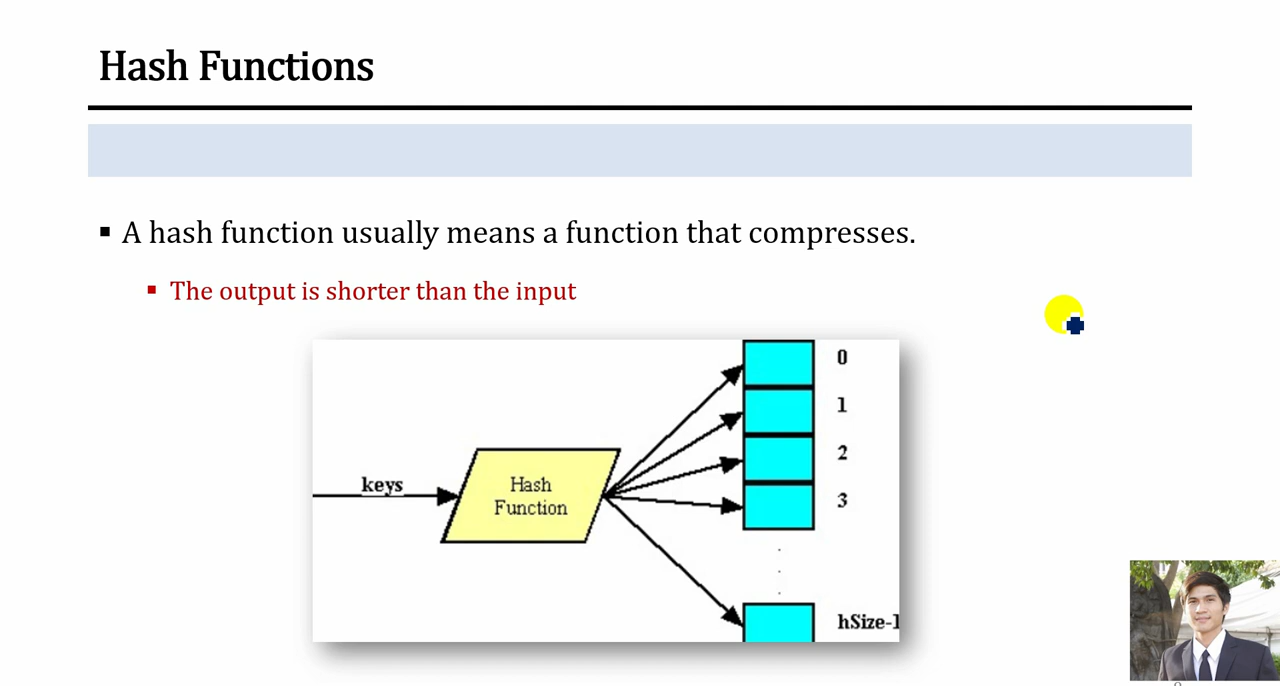 Hash Functions
A hash function usually means a function that compresses.
The output is shorter than the input
0
1
2
3
keys
Hash
Function
hSize-1